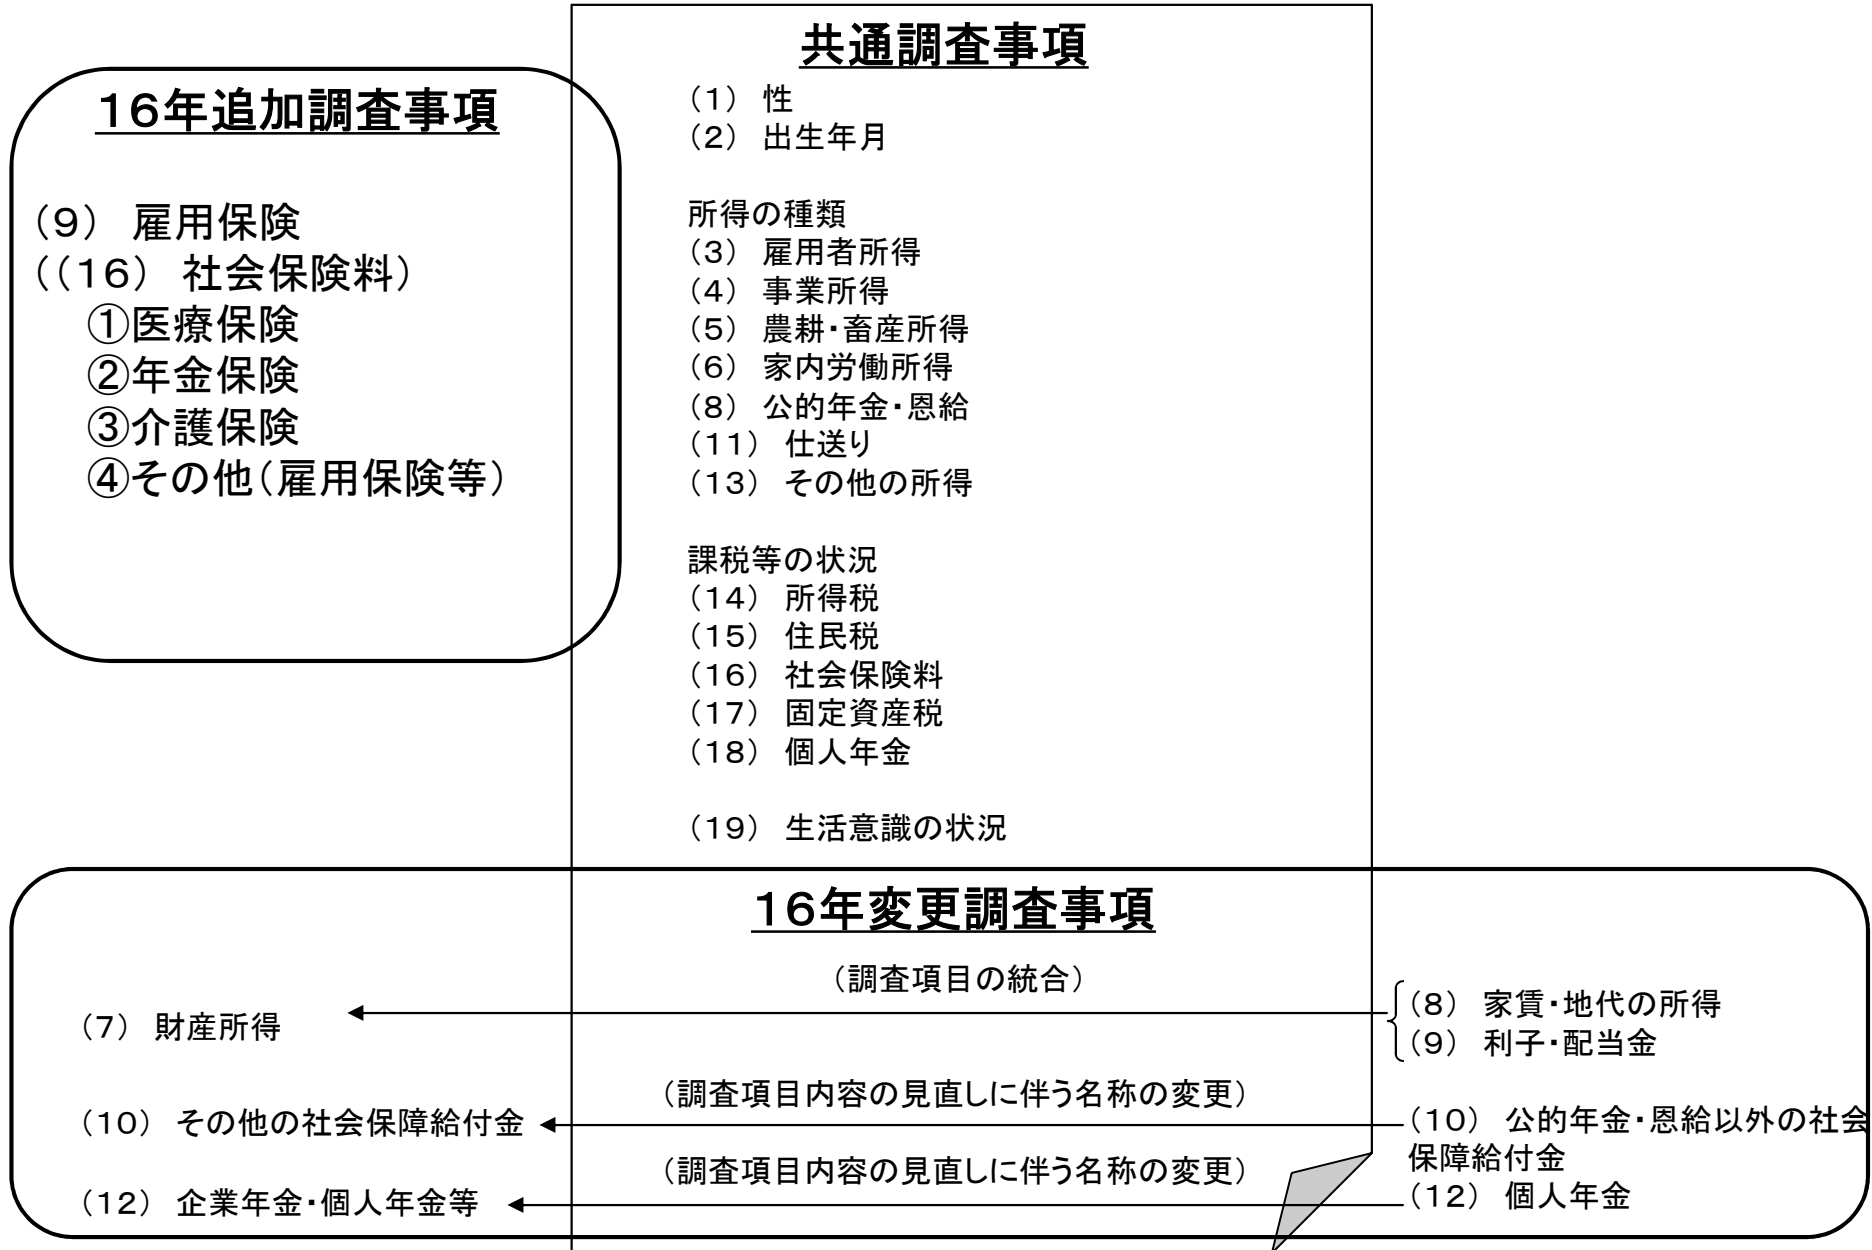 共通調査事項
(1) 性
(2) 出生年月
所得の種類
(3) 雇用者所得
(4) 事業所得
(5) 農耕・畜産所得
(6) 家内労働所得
(8) 公的年金・恩給
(11) 仕送り
(13) その他の所得
課税等の状況
(14) 所得税
(15) 住民税
(16) 社会保険料
(17) 固定資産税
(18) 個人年金
(19) 生活意識の状況
16年追加調査事項
(9) 雇用保険
((16) 社会保険料)
①医療保険
②年金保険
③介護保険
④その他(雇用保険等)
16年変更調査事項
(調査項目の統合)
(7) 財産所得
(8) 家賃・地代の所得
(9) 利子・配当金
(調査項目内容の見直しに伴う名称の変更)
(10) その他の社会保障給付金
(10) 公的年金・恩給以外の社会
保障給付金
(調査項目内容の見直しに伴う名称の変更)
(12) 企業年金・個人年金等
(12) 個人年金